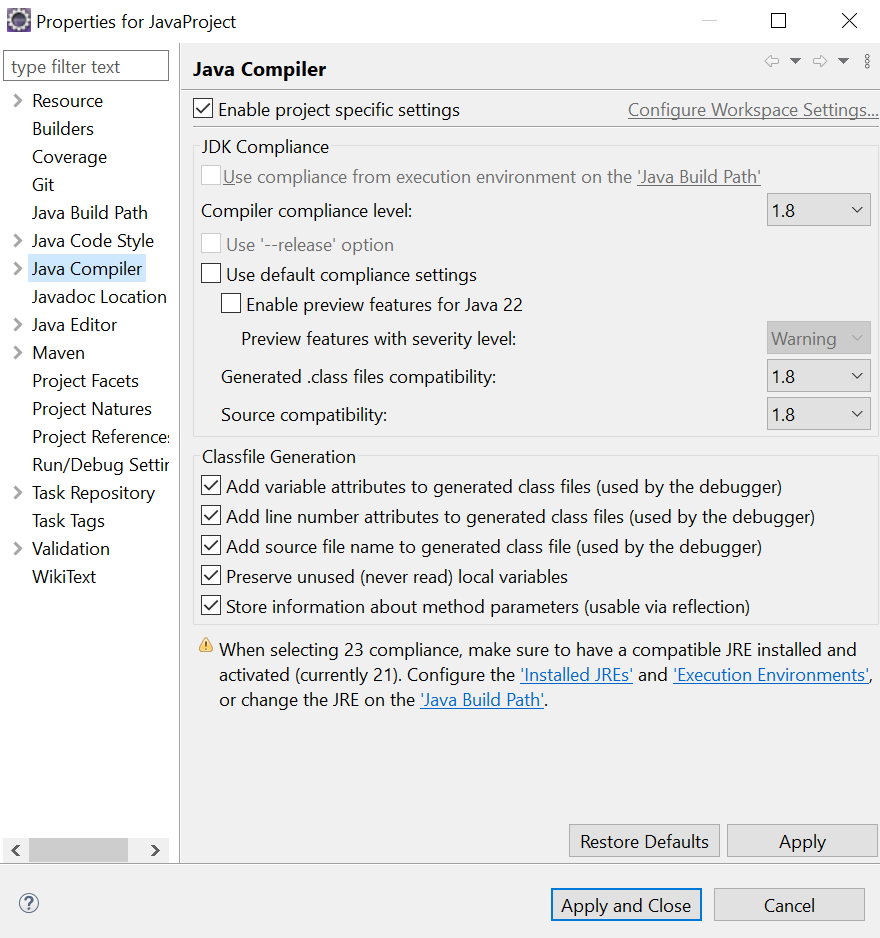 Properties for JavaProject
type filter text
Resource
Builders
Coverage
Git
Java Build Path
Java Code Style
Java Compiler
Javadoc Location
Java Editor
Maven
Project Facets
Project Natures
Project References
Run/Debug Settin
Task Repository
Task Tags
Validation
WikiText
Java Compiler
Enable project specific settings
Configure Workspace Settings...
JDK Compliance
Use compliance from execution environment on the 'Java Build Path'
Compiler compliance level: 1.8
Use '--release' option
Use default compliance settings
Enable preview features for Java 22
Preview features with severity level: Warning
Generated .class files compatibility: 1.8
Source compatibility: 1.8
Classfile Generation
Add variable attributes to generated class files (used by the debugger)
Add line number attributes to generated class files (used by the debugger)
Add source file name to generated class file (used by the debugger)
Preserve unused (never read) local variables
Store information about method parameters (usable via reflection)
When selecting 23 compliance, make sure to have a compatible JRE installed and
activated (currently 21). Configure the 'Installed JREs' and 'Execution Environments',
or change the JRE on the 'Java Build Path'.
Restore Defaults
Apply
?
Apply and Close
Cancel